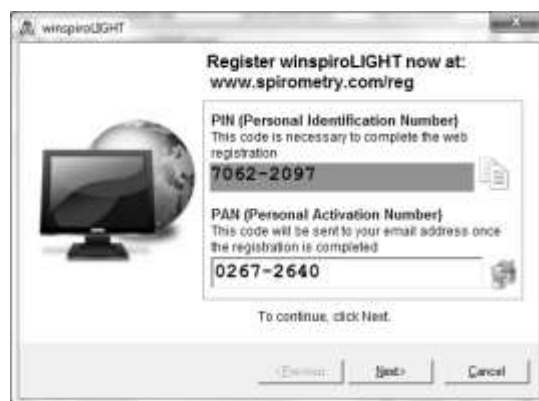 winspiroLIGHT
Register winspiroLIGHT now at:
www.spirometry.com/reg
PIN (Personal Identification Number)
This code is necessary to complete the web
registration
7062-2097
PAN (Personal Activation Number)
This code will be sent to your email address once
the registration is completed
0267-2640
To continue, click Next.
<Previous Next> Cancel